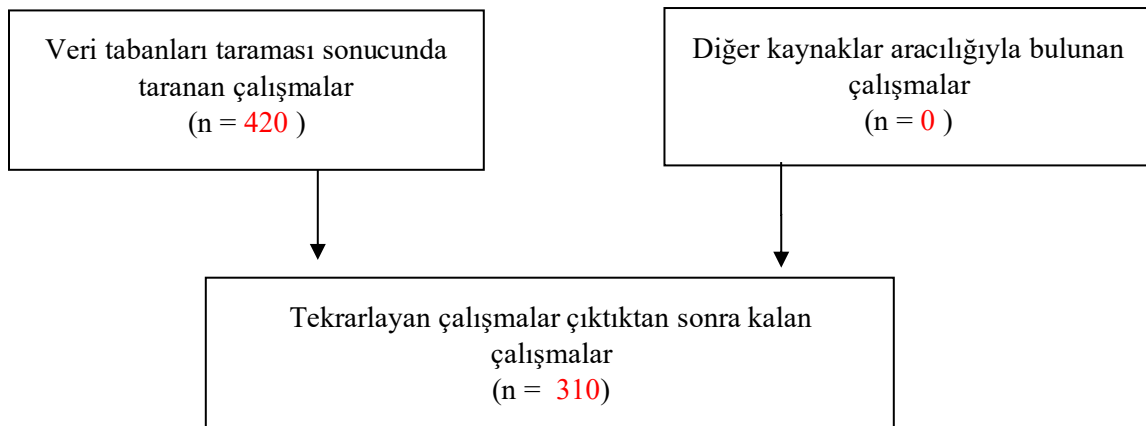 Veri tabanları taraması sonucunda
taranan çalışmalar
(n = 420 )
Diğer kaynaklar aracılığıyla bulunan
çalışmalar
(n = 0 )
Tekrarlayan çalışmalar çıktıktan sonra kalan
çalışmalar
(n =  310)